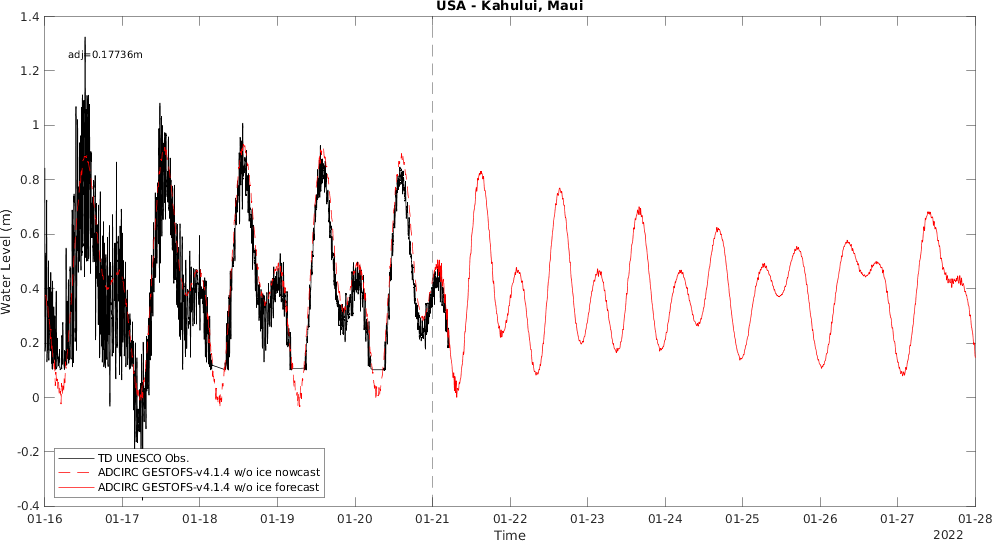 USA - Kahului, Maui
1.4
adj=0.17736m
1.2
1
0.8
0.6
0.4
0.2
0
-0.2
-0.4
Water Level (m)
TD UNESCO Obs.
ADCIRC GESTOFS-v4.1.4 w/o ice nowcast
ADCIRC GESTOFS-v4.1.4 w/o ice forecast
01-16 01-17 01-18 01-19 01-20 01-21 01-22 01-23 01-24 01-25 01-26 01-27 01-28
Time
2022